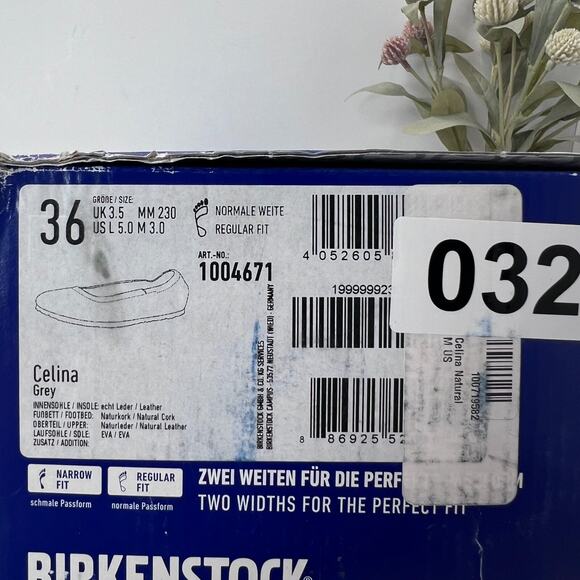 36
GRÖßE / SIZE:
UK 3.5 MM 230
US L 5.0 M 3.0
NORMALE WEITE
REGULAR FIT
ART.-NO.:
1004671
4 052605
1999999923
8 86925 52
032
Celina Natural
M US
100719982
BIRKENSTOCK GMBH & CO. KG SERVICES
BIRKENSTOCK CAMPUS - 53577 NEUSTADT (WIED) - GERMANY
Celina
Grey
INNENSOHLE / INSOLE: echt Leder / Leather
FUßBETT / FOOTBED: Naturkork / Natural Cork
OBERTEIL / UPPER: Naturleder / Natural Leather
LAUFSOHLE / SOLE: EVA / EVA
ZUSATZ / ADDITION:
NARROW FIT
schmale Passform
REGULAR FIT
normale Passform
ZWEI WEITEN FÜR DIE PERF
TWO WIDTHS FOR THE PERFECT FIT
BIRKENSTOCK®